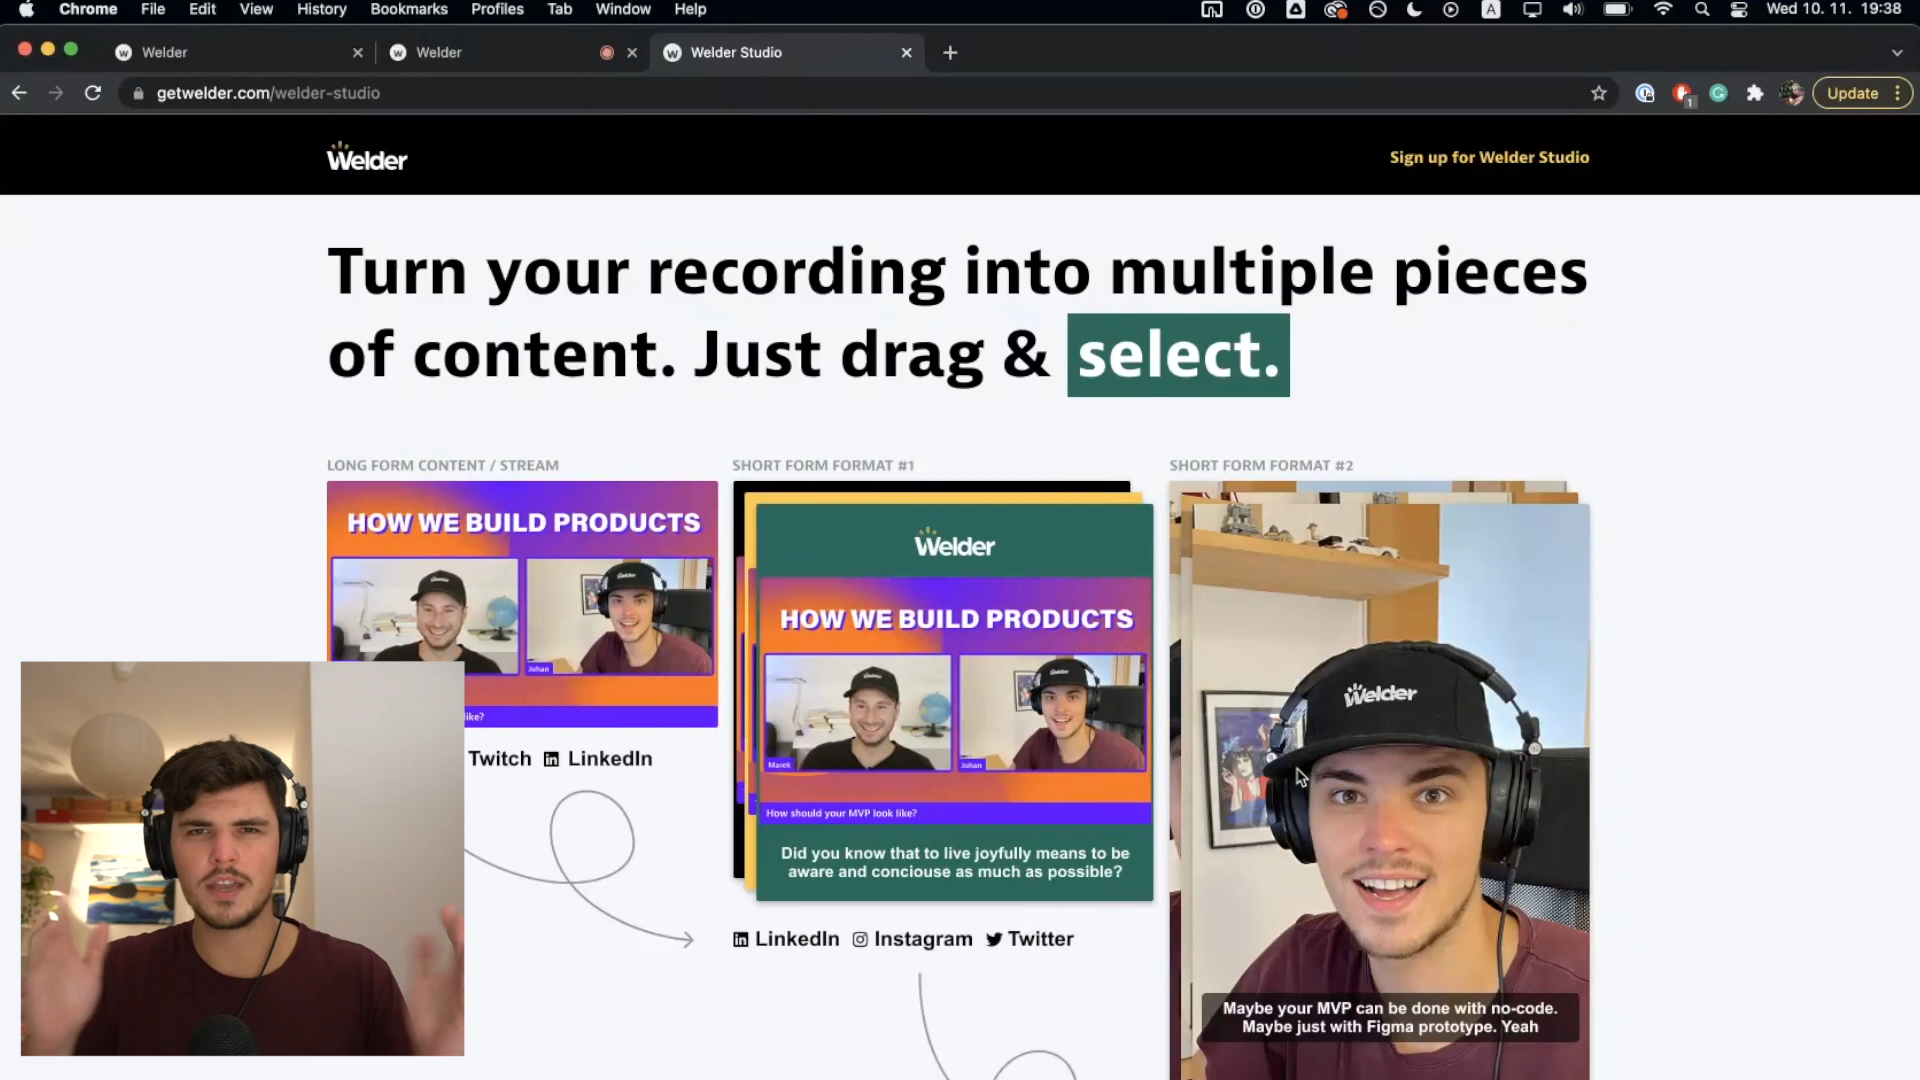 Chrome File Edit View History Bookmarks Profiles Tab Window Help
A
Wed 10. 11. 19:38
Welder
Welder
Welder Studio
getwelder.com/welder-studio
1
Update
Welder
Sign up for Welder Studio
Turn your recording into multiple pieces
of content. Just drag & select.
LONG FORM CONTENT / STREAM
HOW WE BUILD PRODUCTS
Johan
like?
Twitch LinkedIn
SHORT FORM FORMAT #1
Welder
HOW WE BUILD PRODUCTS
Marek
Johan
How should your MVP look like?
Did you know that to live joyfully means to be
aware and conciouse as much as possible?
LinkedIn Instagram Twitter
SHORT FORM FORMAT #2
Welder
Maybe your MVP can be done with no-code.
Maybe just with Figma prototype. Yeah